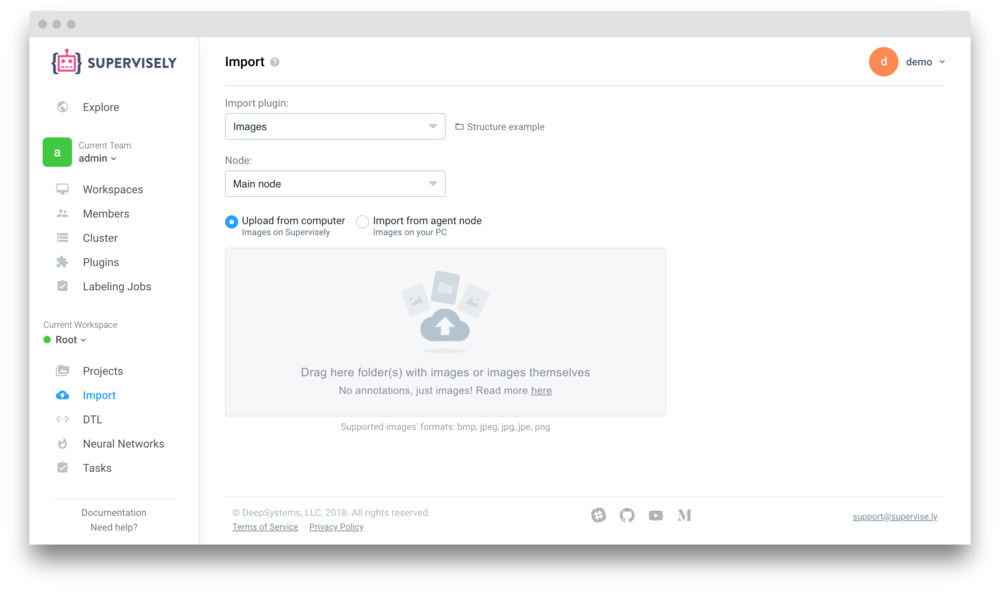 SUPERVISELY
Import
d
demo
Explore
a
Current Team
admin
Workspaces
Members
Cluster
Plugins
Labeling Jobs
Current Workspace
Root
Projects
Import
DTL
Neural Networks
Tasks
Documentation
Need help?
Import plugin:
Images
Structure example
Node:
Main node
Upload from computer
Images on Supervisely
Import from agent node
Images on your PC
Drag here folder(s) with images or images themselves
No annotations, just images! Read more here
Supported images' formats: bmp, jpeg, jpg, jpe, png
© DeepSystems, LLC, 2018. All rights reserved.
Terms of Service · Privacy Policy
support@supervise.ly